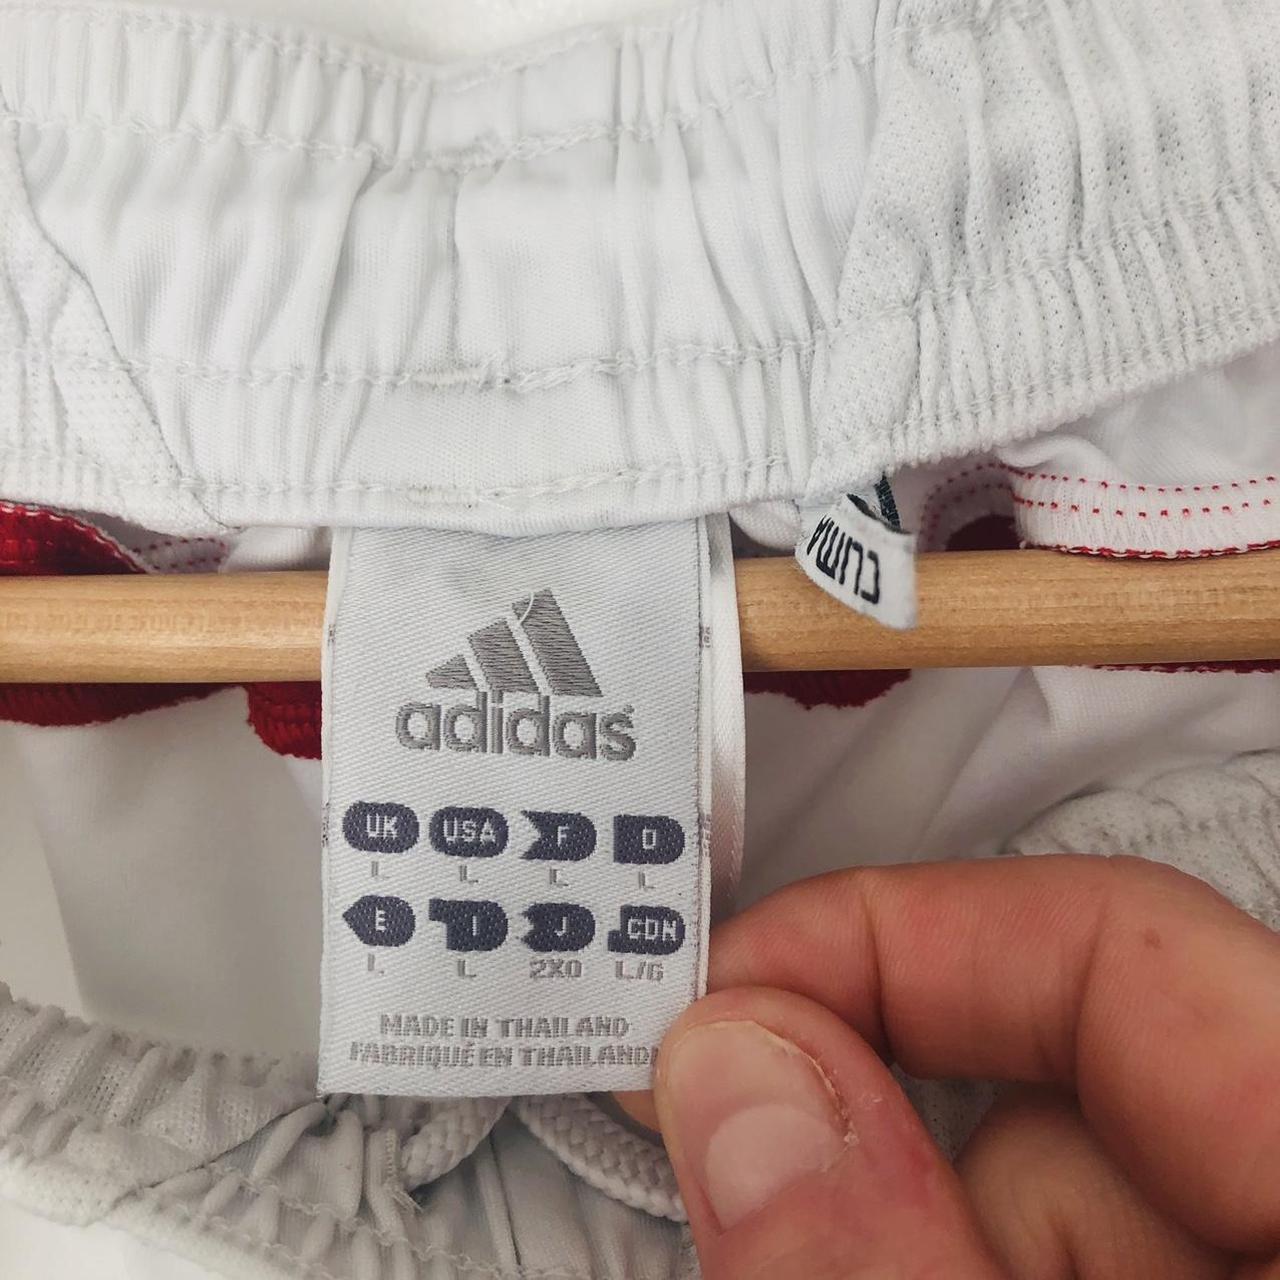 adidas
UK USA F D
L L L L
E I J CDN
L L 2XO L/G
MADE IN THAILAND
FABRIQUÉ EN THAILANDE